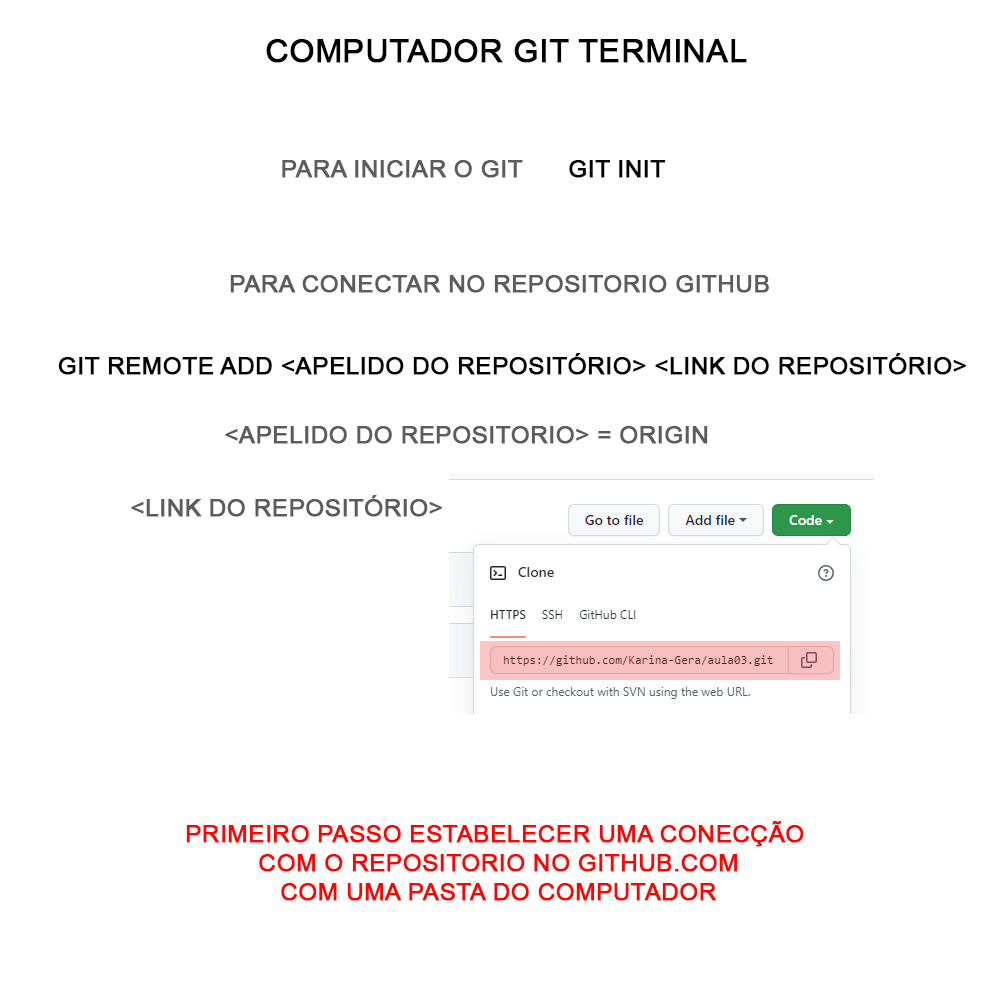 COMPUTADOR GIT TERMINAL
PARA INICIAR O GIT GIT INIT
PARA CONECTAR NO REPOSITORIO GITHUB
GIT REMOTE ADD <APELIDO DO REPOSITÓRIO> <LINK DO REPOSITÓRIO>
<APELIDO DO REPOSITORIO> = ORIGIN
<LINK DO REPOSITÓRIO>
Go to file Add file Code
Clone
HTTPS SSH GitHub CLI
https://github.com/Karina-Gera/aula03.git
Use Git or checkout with SVN using the web URL.
PRIMEIRO PASSO ESTABELECER UMA CONECÇÃO
COM O REPOSITORIO NO GITHUB.COM
COM UMA PASTA DO COMPUTADOR